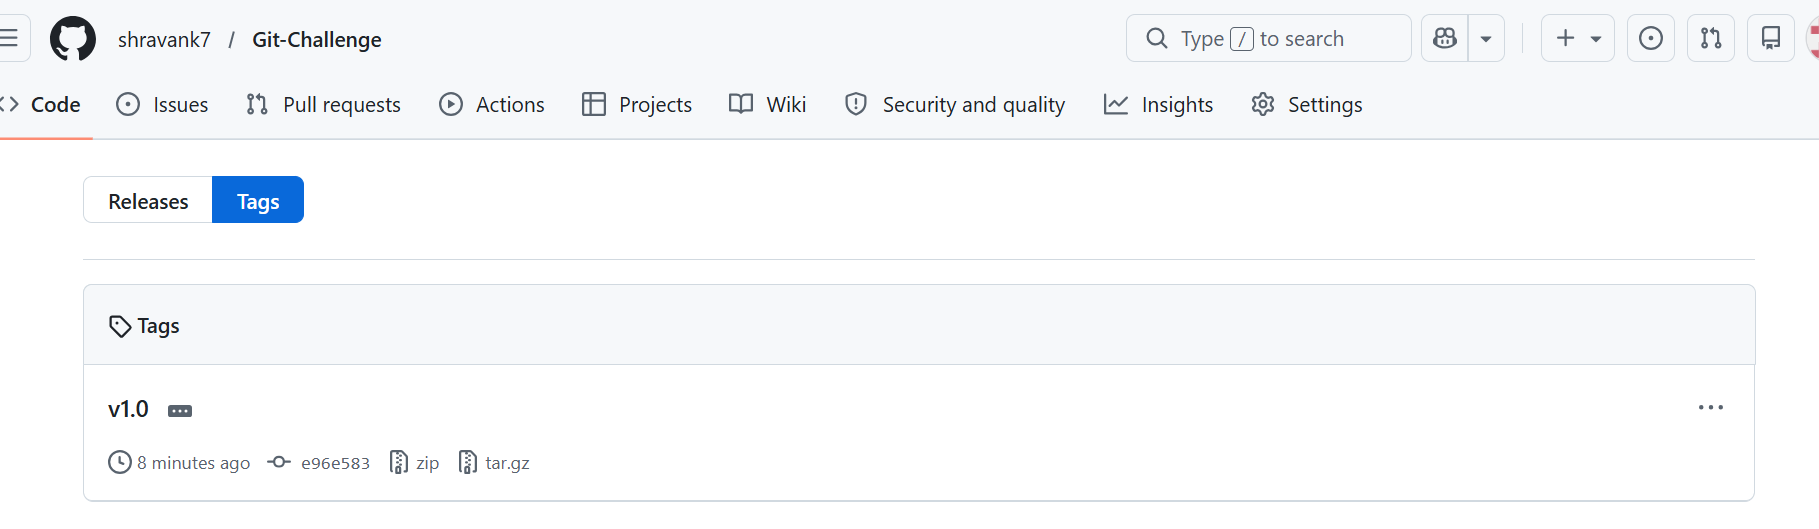 shravank7 / Git-Challenge
Type / to search
Code Issues Pull requests Actions Projects Wiki Security and quality Insights Settings
Releases Tags
Tags
v1.0
8 minutes ago e96e583 zip tar.gz